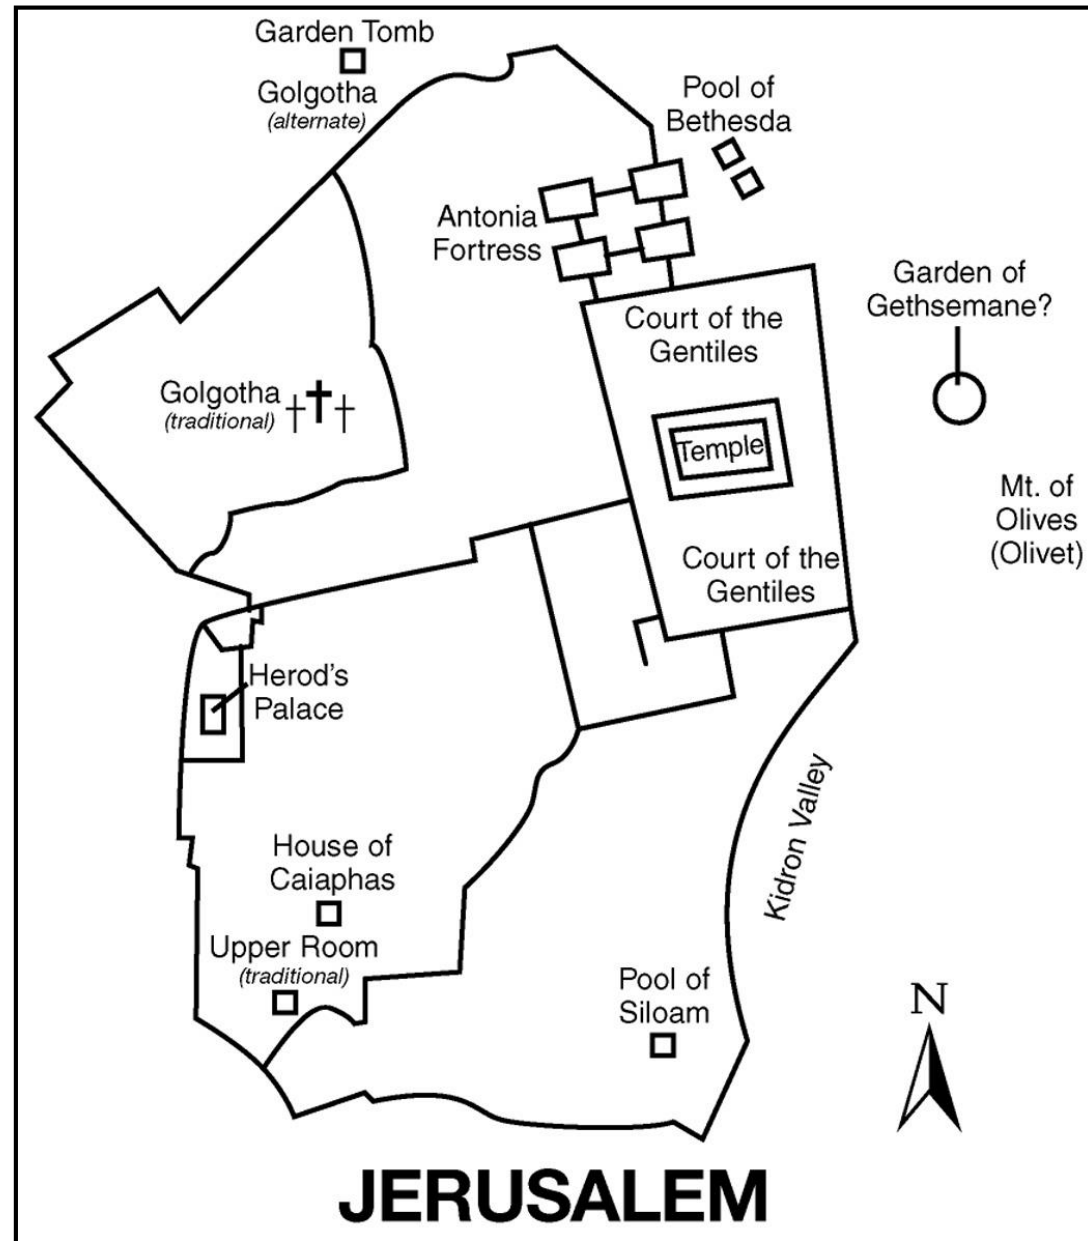 Garden Tomb
Golgotha
(alternate)
Pool of
Bethesda
Antonia
Fortress
Garden of
Gethsemane?
Court of the
Gentiles
Golgotha
(traditional)
Temple
Mt. of
Olives
(Olivet)
Court of the
Gentiles
Herod's
Palace
Kidron Valley
House of
Caiaphas
Upper Room
(traditional)
Pool of
Siloam
N
JERUSALEM